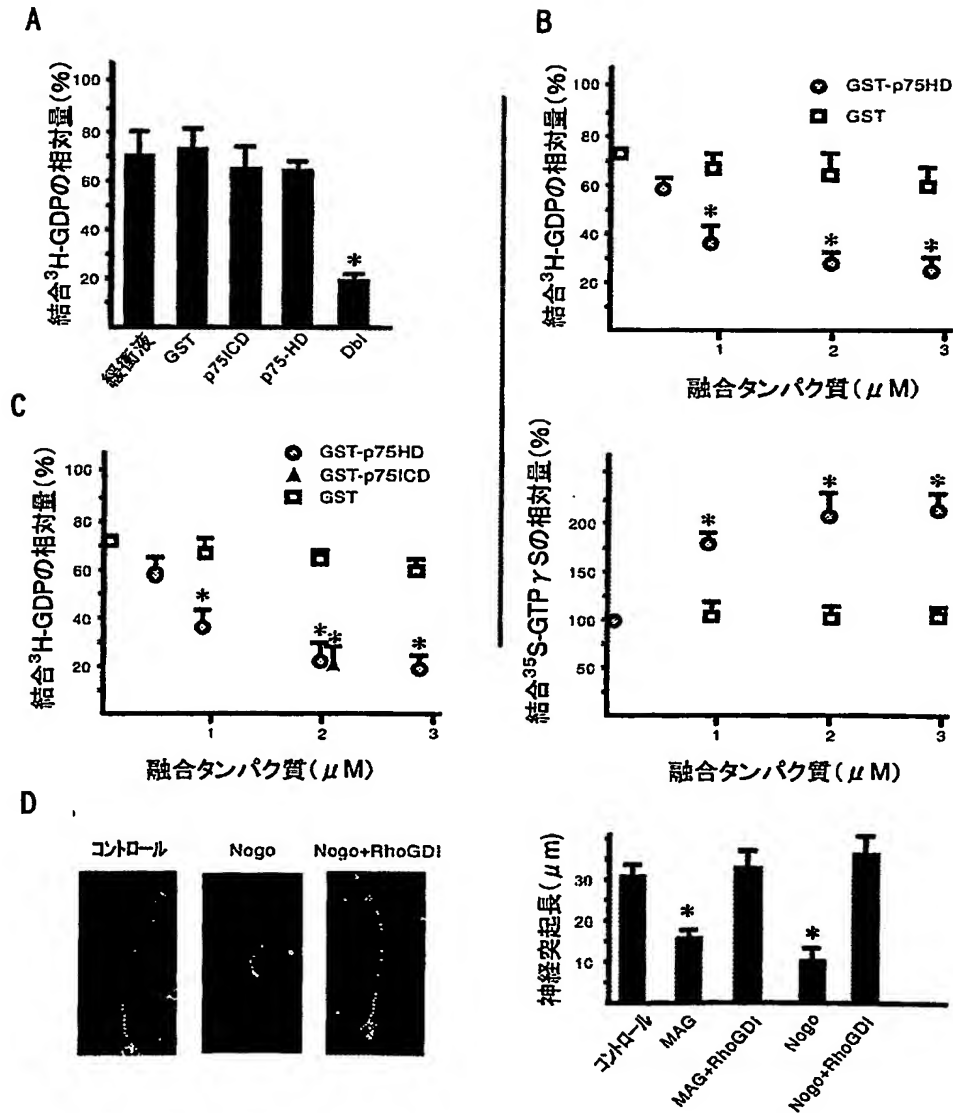 A
結合³H-GDPの相対量(%)
100
80
60
40
20
*
緩衝液
GST
p75ICD
p75-HD
Dbl
B
結合³H-GDPの相対量(%)
100
80
60
40
20
GST-p75HD
GST
*
*
*
1
2
3
融合タンパク質(μM)
結合³⁵S-GTPγSの相対量(%)
200
150
100
50
*
*
*
1
2
3
融合タンパク質(μM)
C
結合³H-GDPの相対量(%)
100
80
60
40
20
GST-p75HD
GST-p75ICD
GST
*
*
*
*
1
2
3
融合タンパク質(μM)
D
コントロール
Nogo
Nogo+RhoGDI
神経突起長(μm)
30
20
10
*
*
コントロール
MAG
MAG+RhoGDI
Nogo
Nogo+RhoGDI